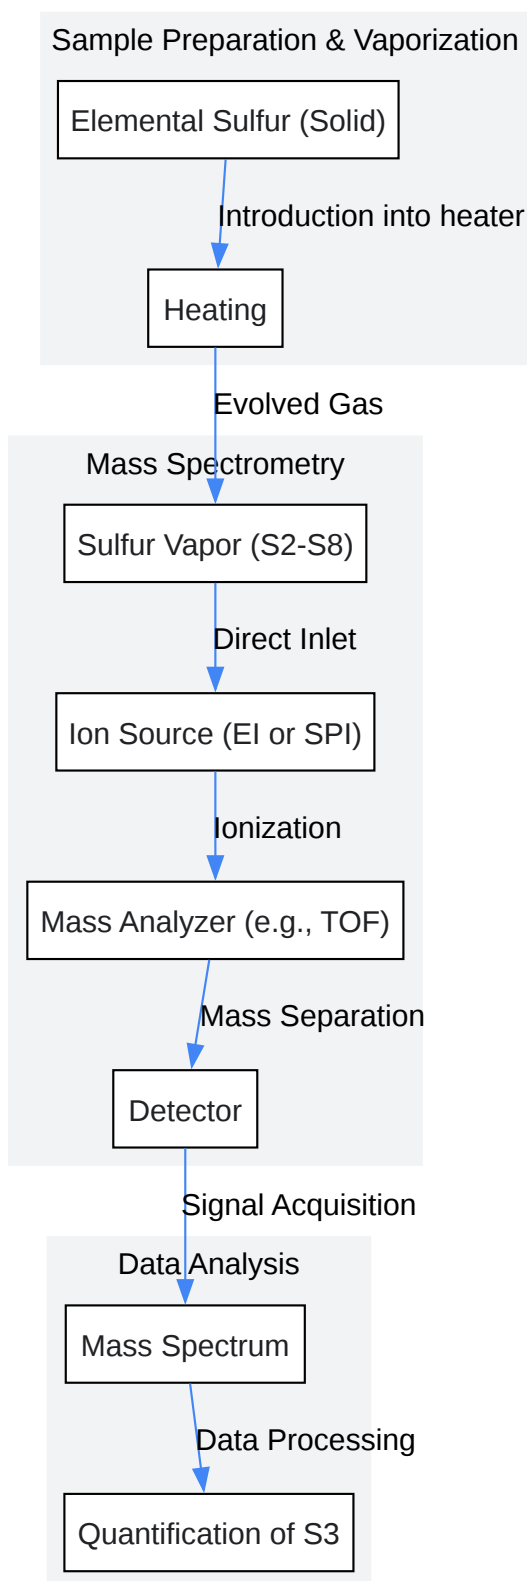 Sample Preparation & Vaporization
Elemental Sulfur (Solid)
Introduction into heater
Heating
Evolved Gas
Mass Spectrometry
Sulfur Vapor (S2-S8)
Direct Inlet
Ion Source (EI or SPI)
Ionization
Mass Analyzer (e.g., TOF)
Mass Separation
Detector
Signal Acquisition
Data Analysis
Mass Spectrum
Data Processing
Quantification of S3